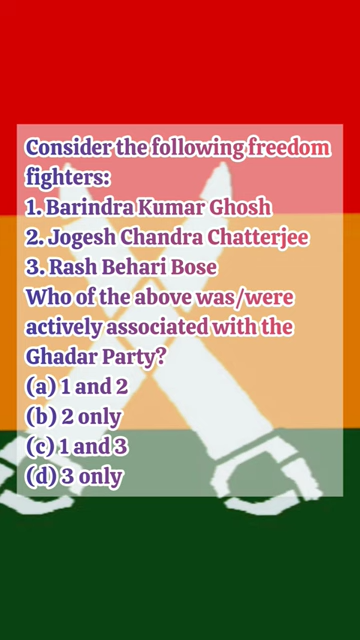 Consider the following freedom
fighters:
1. Barindra Kumar Ghosh
2. Jogesh Chandra Chatterjee
3. Rash Behari Bose
Who of the above was/were
actively associated with the
Ghadar Party?
(a) 1 and 2
(b) 2 only
(c) 1 and 3
(d) 3 only